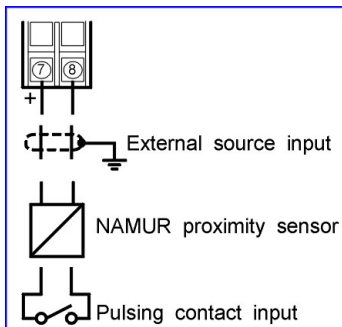 7 8
+
External source input
NAMUR proximity sensor
Pulsing contact input